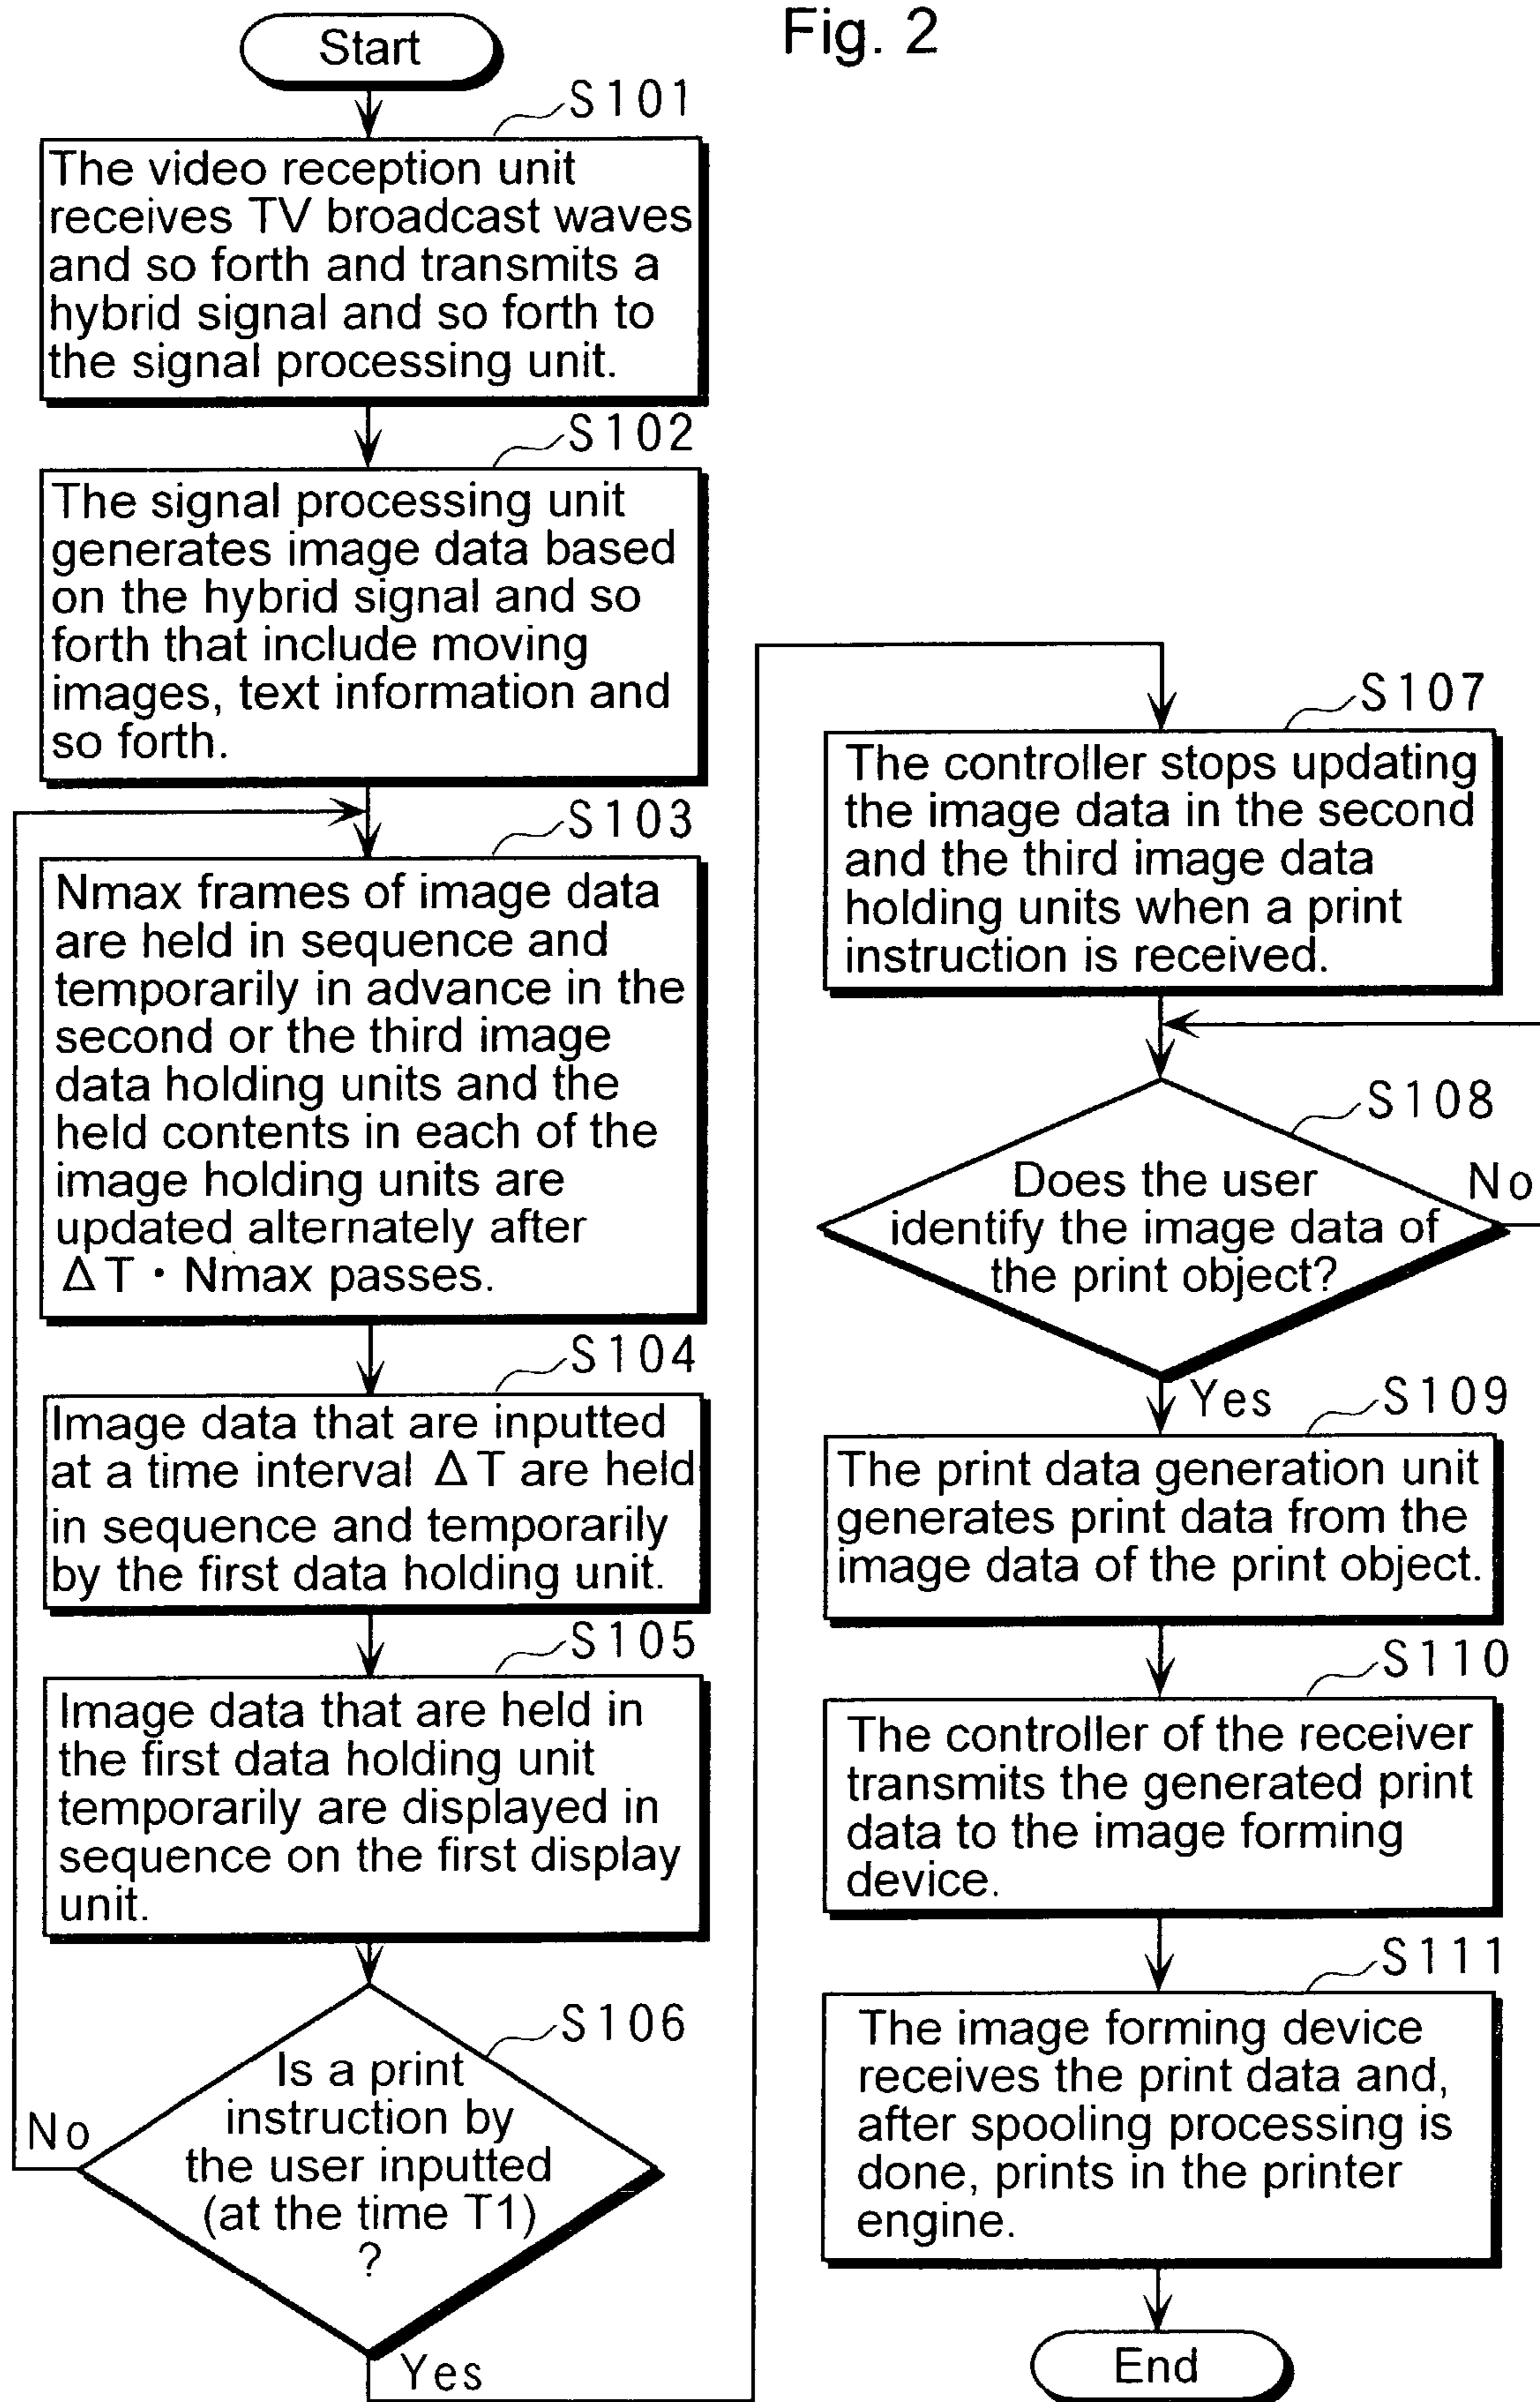 Fig. 2
Start
S101
The video reception unit
receives TV broadcast waves
and so forth and transmits a
hybrid signal and so forth to
the signal processing unit.
S102
The signal processing unit
generates image data based
on the hybrid signal and so
forth that include moving
images, text information and
so forth.
S103
Nmax frames of image data
are held in sequence and
temporarily in advance in the
second or the third image
data holding units and the
held contents in each of the
image holding units are
updated alternately after
ΔT・Nmax passes.
S104
Image data that are inputted
at a time interval ΔT are held
in sequence and temporarily
by the first data holding unit.
S105
Image data that are held in
the first data holding unit
temporarily are displayed in
sequence on the first display
unit.
S106
Is a print
instruction by
the user inputted
(at the time T1)
?
No
Yes
S107
The controller stops updating
the image data in the second
and the third image data
holding units when a print
instruction is received.
S108
Does the user
identify the image data of
the print object?
No
Yes
S109
The print data generation unit
generates print data from the
image data of the print object.
S110
The controller of the receiver
transmits the generated print
data to the image forming
device.
S111
The image forming device
receives the print data and,
after spooling processing is
done, prints in the printer
engine.
End